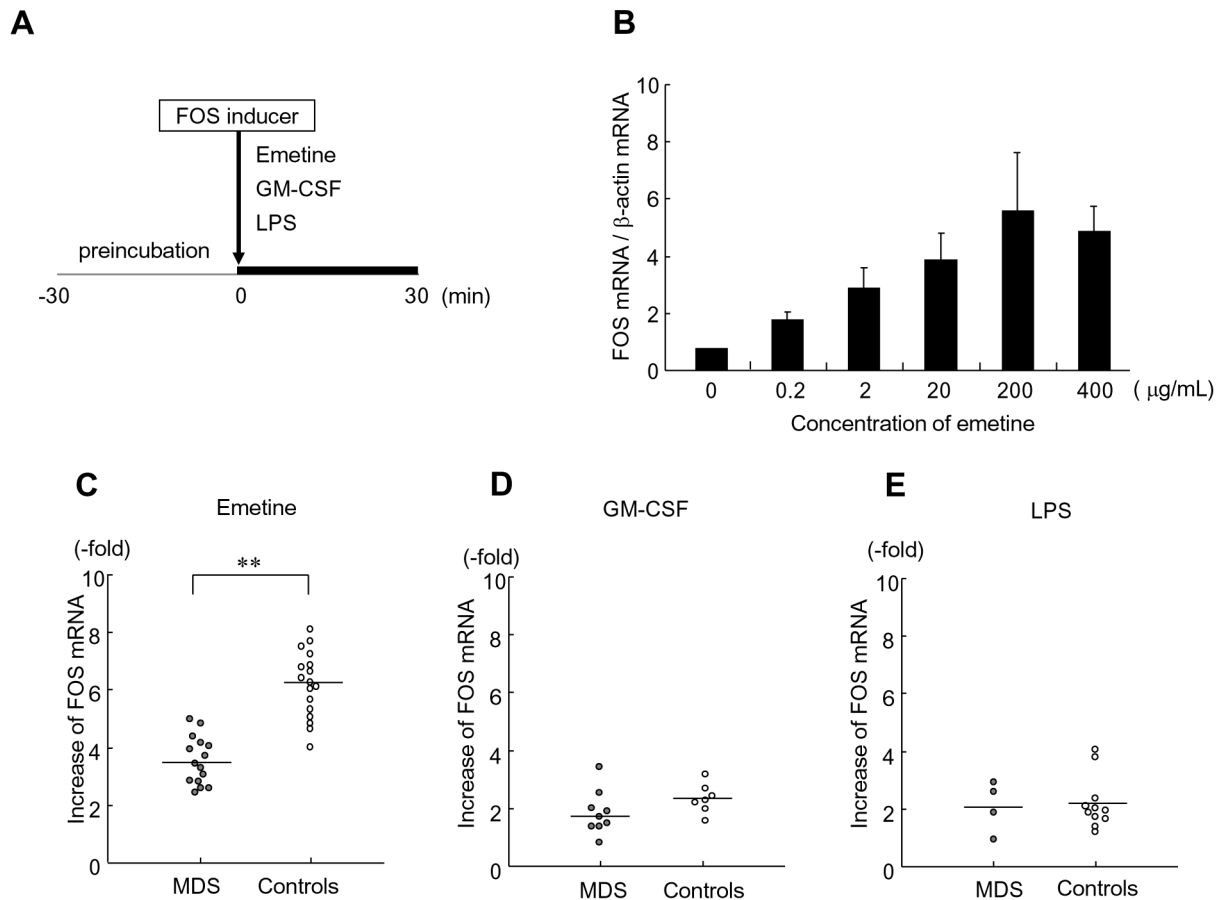 A
FOS inducer
Emetine
GM-CSF
LPS
preincubation
-30 0 30 (min)
B
FOS mRNA / β-actin mRNA
10
8
6
4
2
0
0 0.2 2 20 200 400 ( μg/mL)
Concentration of emetine
C
Emetine
(-fold)
**
Increase of FOS mRNA
10
8
6
4
2
0
MDS Controls
D
GM-CSF
(-fold)
Increase of FOS mRNA
10
8
6
4
2
0
MDS Controls
E
LPS
(-fold)
Increase of FOS mRNA
10
8
6
4
2
0
MDS Controls